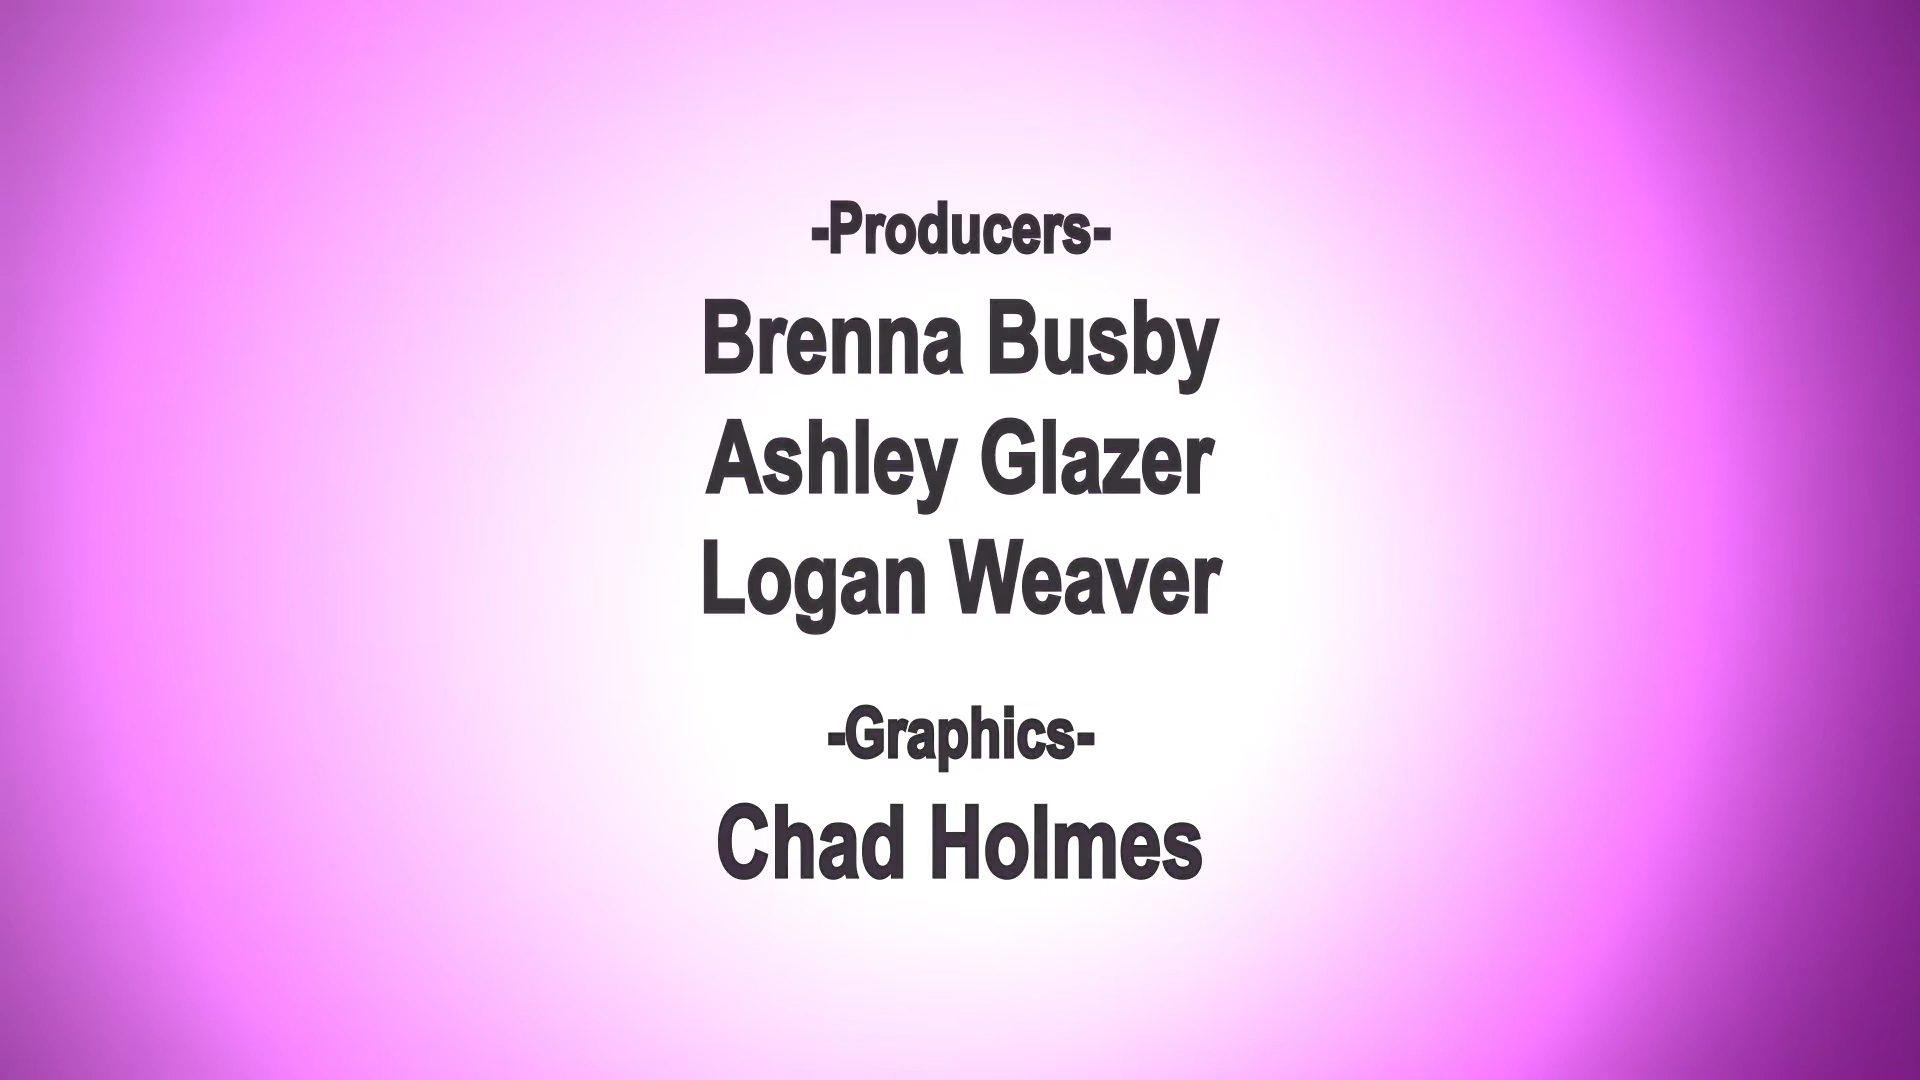 -Producers-
Brenna Busby
Ashley Glazer
Logan Weaver
-Graphics-
Chad Holmes